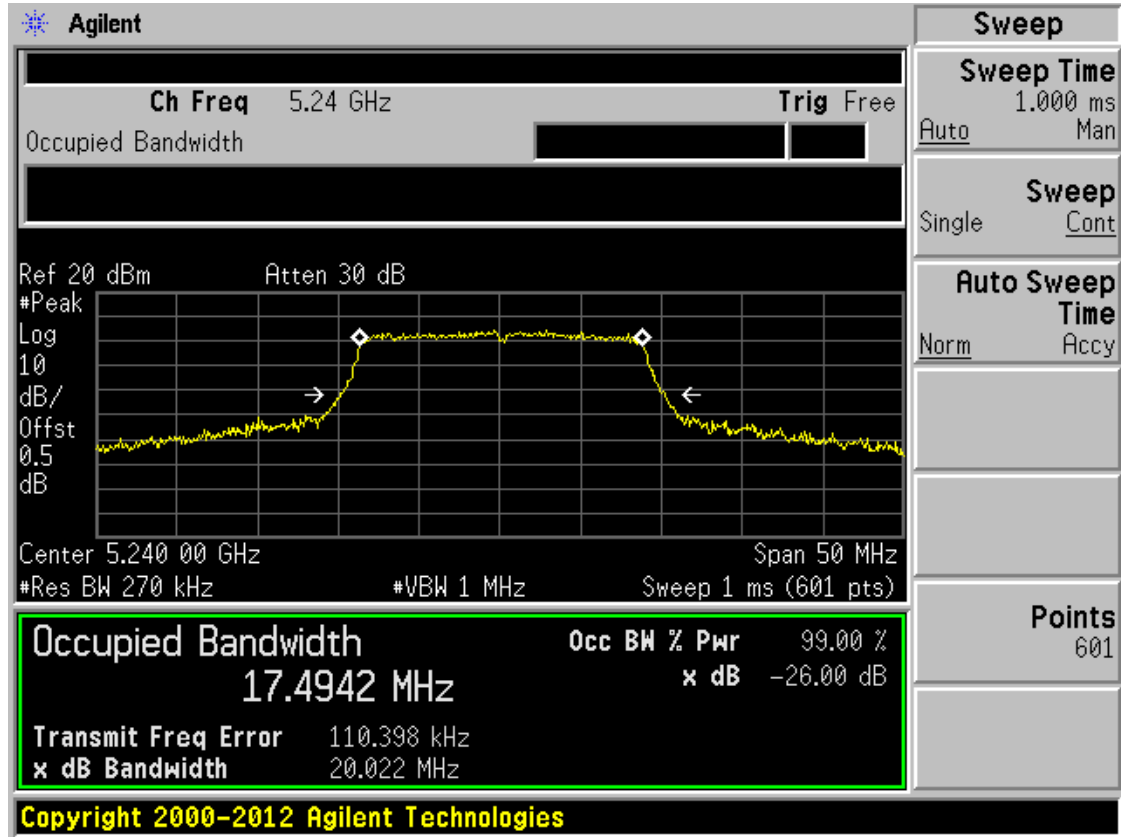 Agilent
Ch Freq 5.24 GHz Trig Free
Occupied Bandwidth
Ref 20 dBm Atten 30 dB
#Peak
Log
10
dB/
Offst
0.5
dB
Center 5.240 00 GHz Span 50 MHz
#Res BW 270 kHz #VBW 1 MHz Sweep 1 ms (601 pts)
Occupied Bandwidth
17.4942 MHz
Occ BW % Pwr 99.00 %
x dB -26.00 dB
Transmit Freq Error 110.398 kHz
x dB Bandwidth 20.022 MHz
Copyright 2000-2012 Agilent Technologies
Sweep
Sweep Time
1.000 ms
Auto Man
Sweep
Single Cont
Auto Sweep
Time
Norm Accy
Points
601